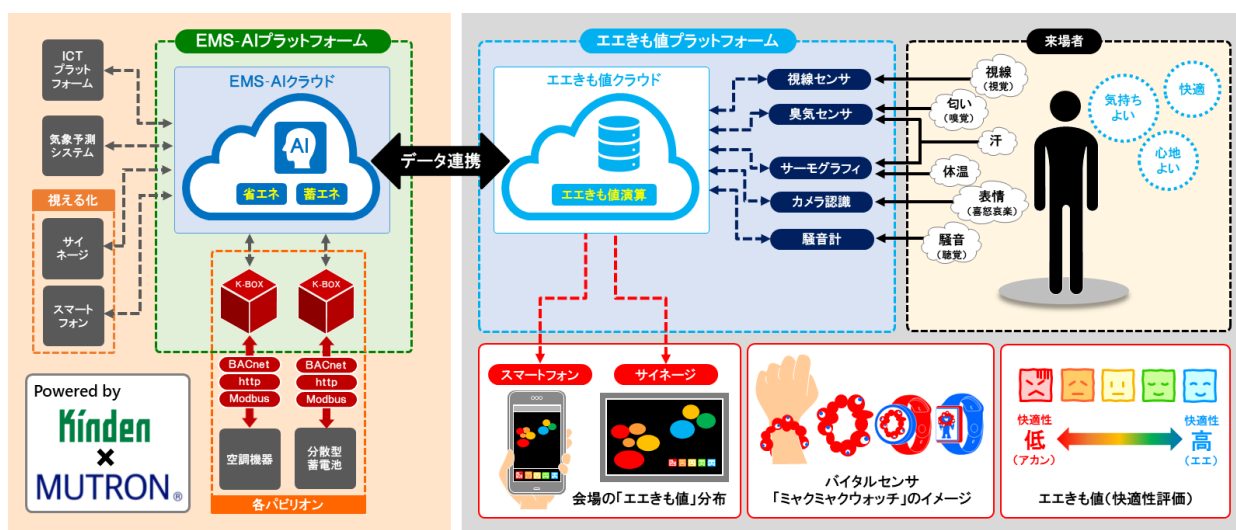 EMS-AIプラットフォーム
ICT
プラット
フォーム
気象予測
システム
視える化
サイ
ネージ
スマート
フォン
EMS-AIクラウド
AI
省エネ
蓄エネ
K-BOX
K-BOX
BACnet
http
Modbus
BACnet
http
Modbus
空調機器
分散型
蓄電池
各パビリオン
Powered by
Kinden
×
MUTRON®
データ連携
エエきも値プラットフォーム
エエきも値クラウド
エエきも値演算
視線センサ
臭気センサ
サーモグラフィ
カメラ認識
騒音計
来場者
視線
(視覚)
匂い
(嗅覚)
汗
体温
表情
(喜怒哀楽)
騒音
(聴覚)
気持ち
よい
快適
心地
よい
スマートフォン
サイネージ
会場の「エエきも値」分布
バイタルセンサ
「ミャクミャクウォッチ」のイメージ
快適性
低
(アカン)
快適性
高
(エエ)
エエきも値(快適性評価)